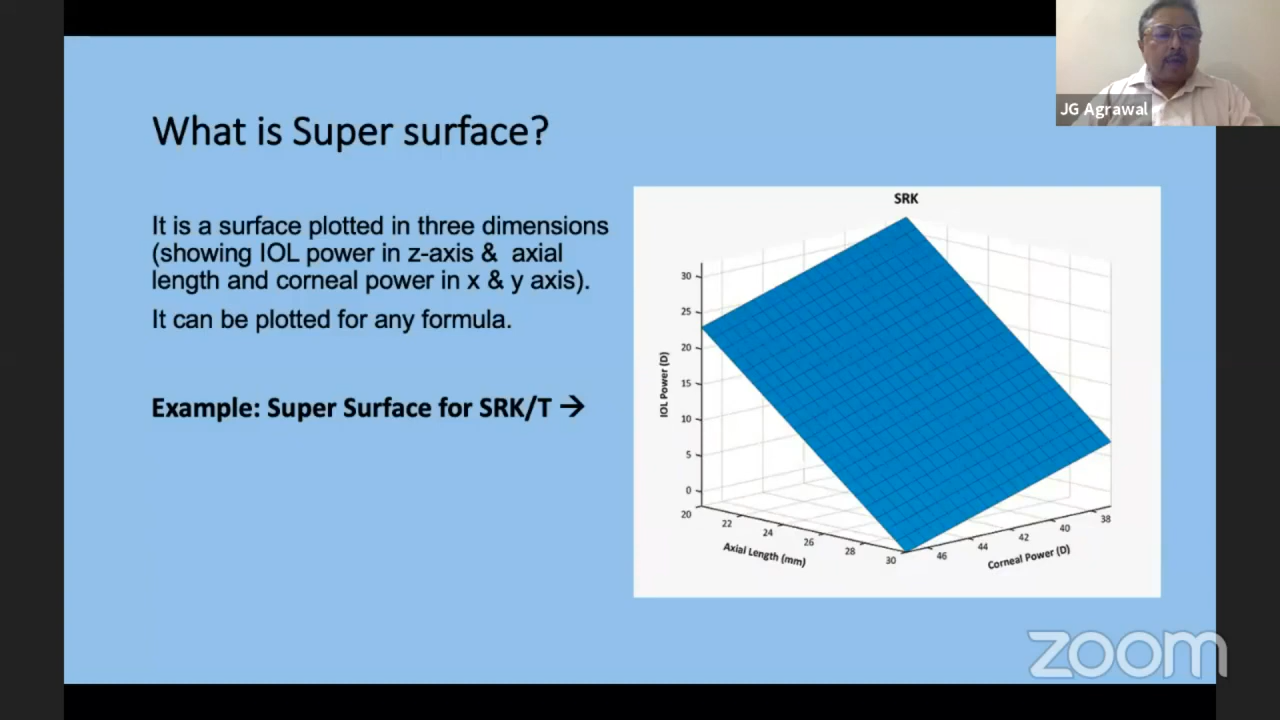 JG Agrawal
What is Super surface?
It is a surface plotted in three dimensions
(showing IOL power in z-axis & axial
length and corneal power in x & y axis).
It can be plotted for any formula.
Example: Super Surface for SRK/T →
SRK
30
25
20
15
10
5
0
IOL Power (D)
20
22
24
26
28
30
Axial Length (mm)
46
44
42
40
38
Corneal Power (D)
zoom